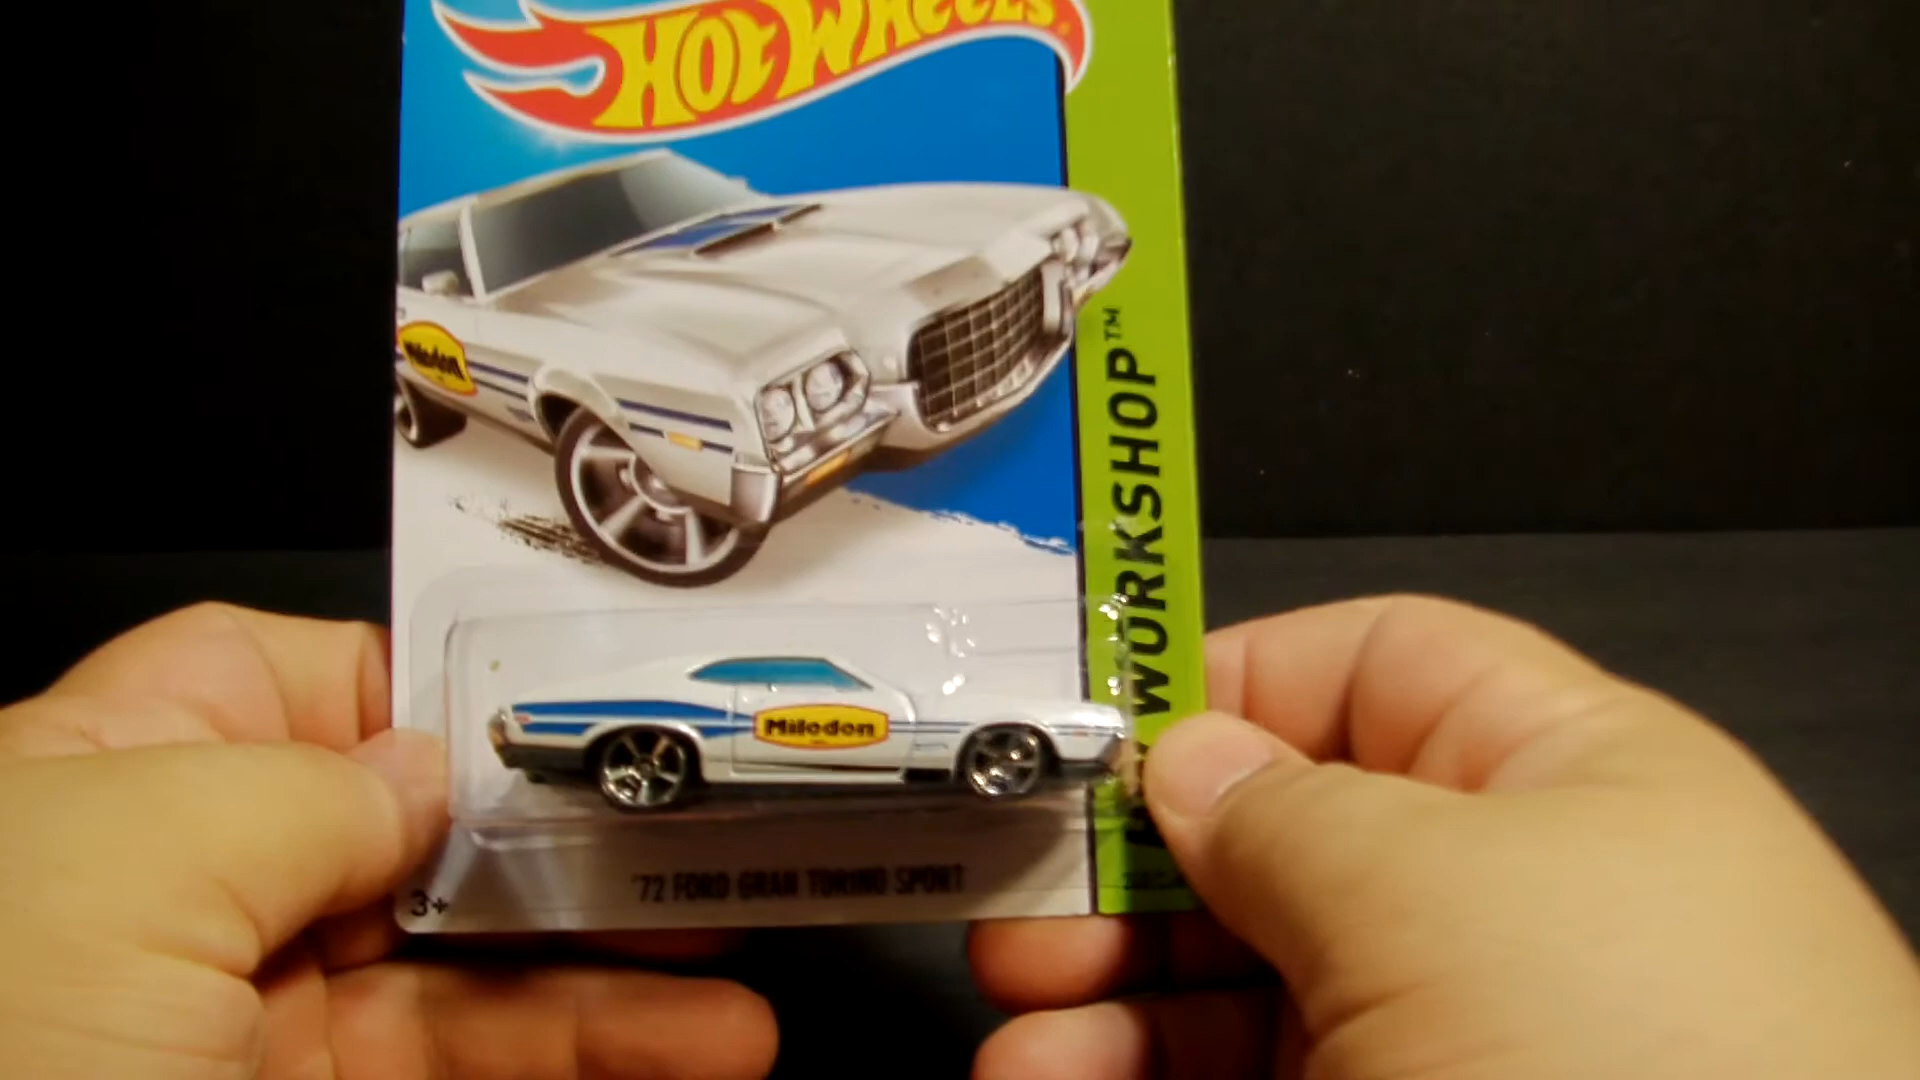 HOT WHEELS
WORKSHOP™
Milodon
Milodon
'72 FORD GRAN TORINO SPORT
3+